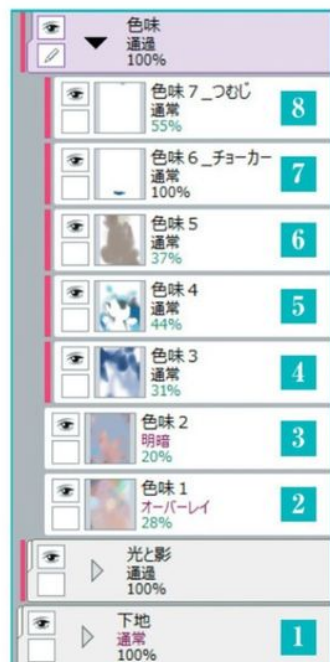 色味
通過
100%
色味7_つむじ
通常
55%
8
色味6_チョーカー
通常
100%
7
色味5
通常
37%
6
色味4
通常
44%
5
色味3
通常
31%
4
色味2
明暗
20%
3
色味1
オーバーレイ
28%
2
光と影
通過
100%
下地
通常
100%
1